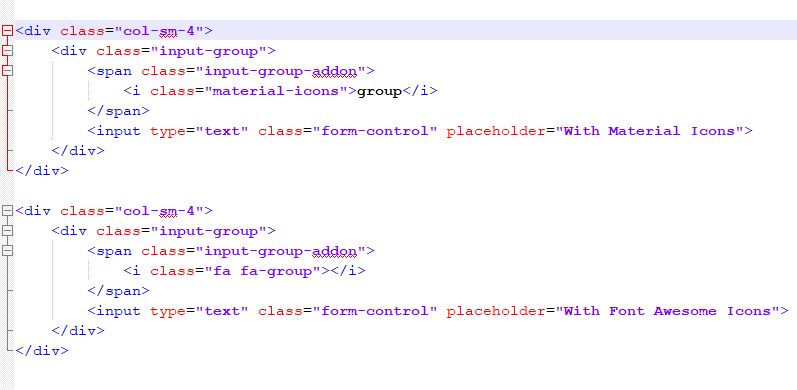 <div class="col-sm-4">
    <div class="input-group">
        <span class="input-group-addon">
            <i class="material-icons">group</i>
        </span>
        <input type="text" class="form-control" placeholder="With Material Icons">
    </div>
</div>

<div class="col-sm-4">
    <div class="input-group">
        <span class="input-group-addon">
            <i class="fa fa-group"></i>
        </span>
        <input type="text" class="form-control" placeholder="With Font Awesome Icons">
    </div>
</div>